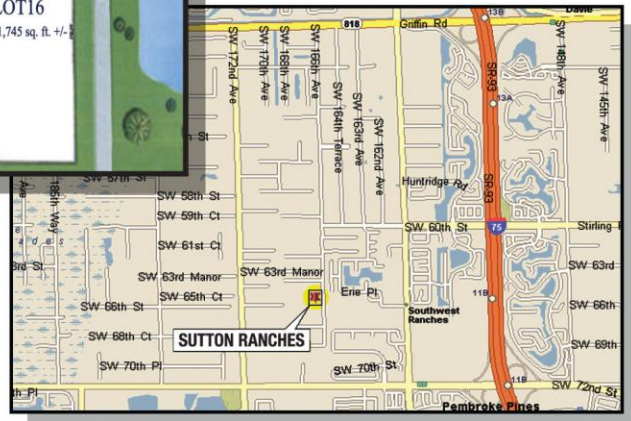 LOT16
1,745 sq. ft. +/-
13B
Davie
818
Griffin Rd
SW 172nd Ave
SW 170th Ave
SW 168th Ave
SW 166th Ave
SW 164th Terrace
SW 163rd Ave
SW 162nd Ave
SR-93
13A
SW 148th Ave
SW 145th Ave
St
SW 57th St
Ave
185th Way
SW 58th St
SW 59th Ct
Huntridge Rd
SR-93
SW 60th St
75
Stirling
SW 61st Ct
3rd St
SW 63rd Manor
SW 63rd Manor
SW 63rd
SW 65th Ct
SW 66th St
Erie Pl
11B
SW 66th
Southwest
Ranches
SUTTON RANCHES
SW 68th Ct
SW 69th
SW 70th Pl
SW 70th St
11B
SW 72nd St
th Pl
Pembroke Pines